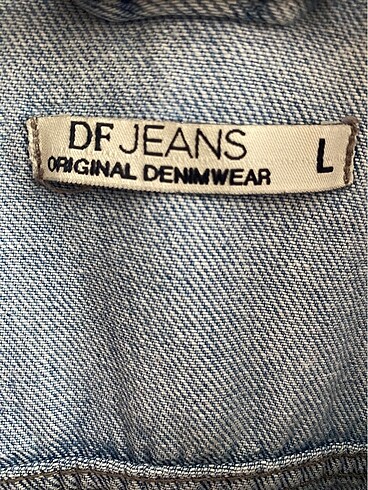 DF JEANS
ORIGINAL DENIMWEAR
L